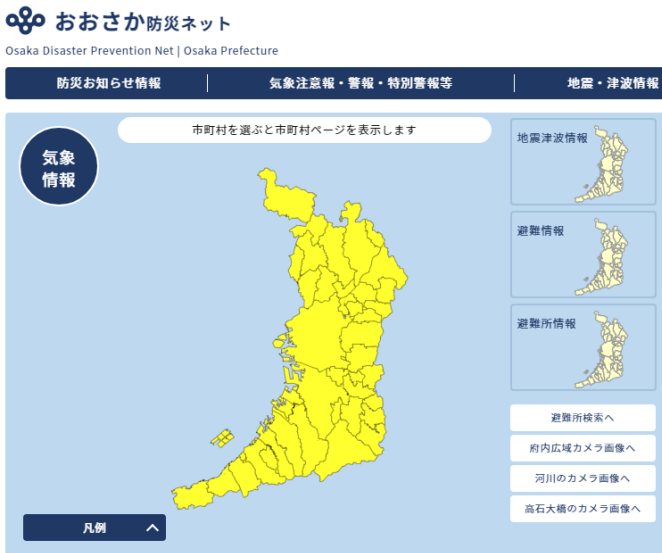 おおさか防災ネット
Osaka Disaster Prevention Net | Osaka Prefecture
防災お知らせ情報
気象注意報・警報・特別警報等
地震・津波情報
市町村を選ぶと市町村ページを表示します
気象
情報
地震津波情報
避難情報
避難所情報
避難所検索へ
府内広域カメラ画像へ
河川のカメラ画像へ
高石大橋のカメラ画像へ
凡例